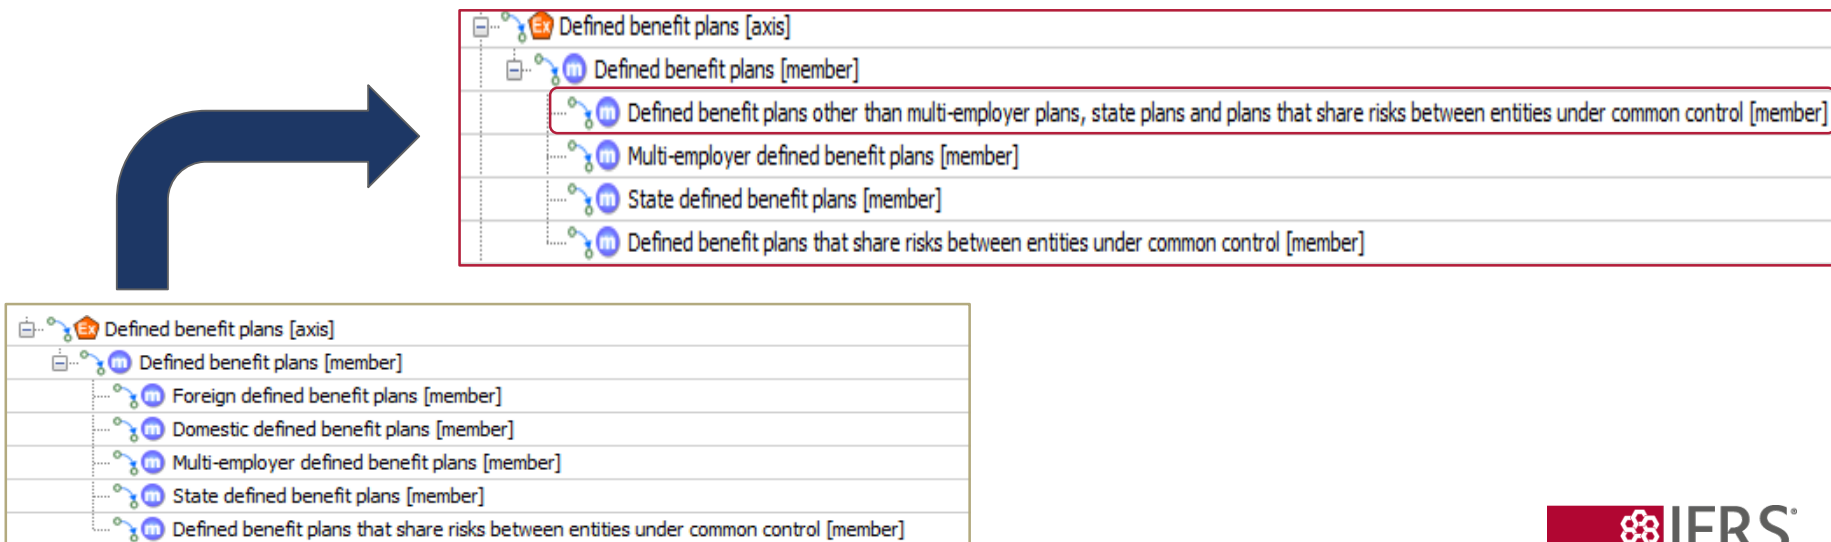 Ex Defined benefit plans [axis]
m Defined benefit plans [member]
m Defined benefit plans other than multi-employer plans, state plans and plans that share risks between entities under common control [member]
m Multi-employer defined benefit plans [member]
m State defined benefit plans [member]
m Defined benefit plans that share risks between entities under common control [member]
Ex Defined benefit plans [axis]
m Defined benefit plans [member]
m Foreign defined benefit plans [member]
m Domestic defined benefit plans [member]
m Multi-employer defined benefit plans [member]
m State defined benefit plans [member]
m Defined benefit plans that share risks between entities under common control [member]
IFRS®